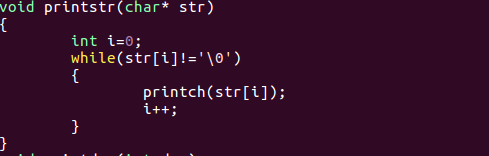 void printstr(char* str)
{
        int i=0;
        while(str[i]!='\0')
        {
                printch(str[i]);
                i++;
        }
}